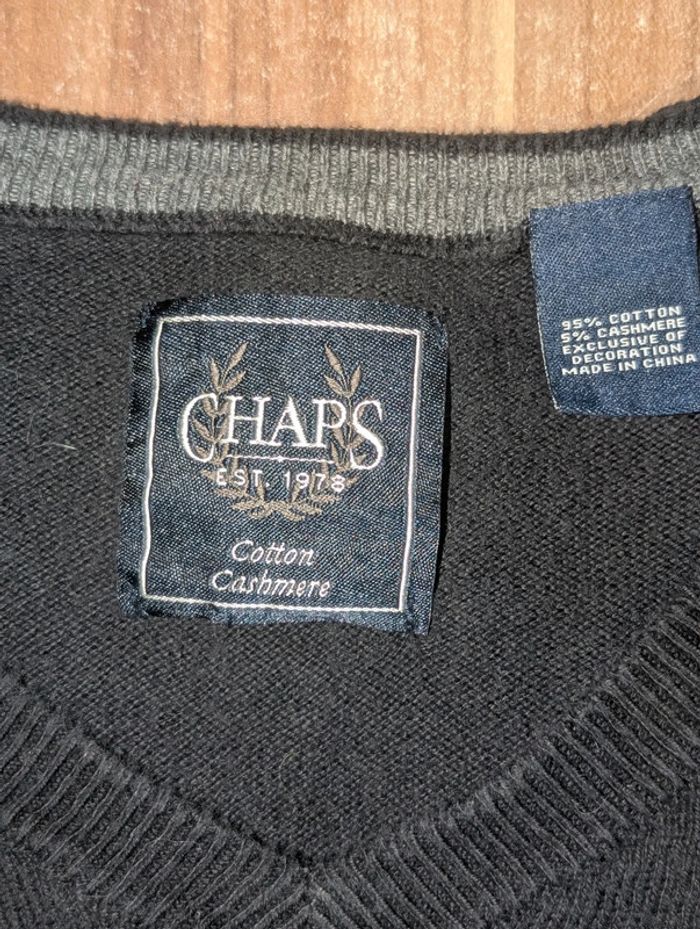 CHAPS
EST. 1978
Cotton
Cashmere
95% COTTON
5% CASHMERE
EXCLUSIVE OF
DECORATION
MADE IN CHINA